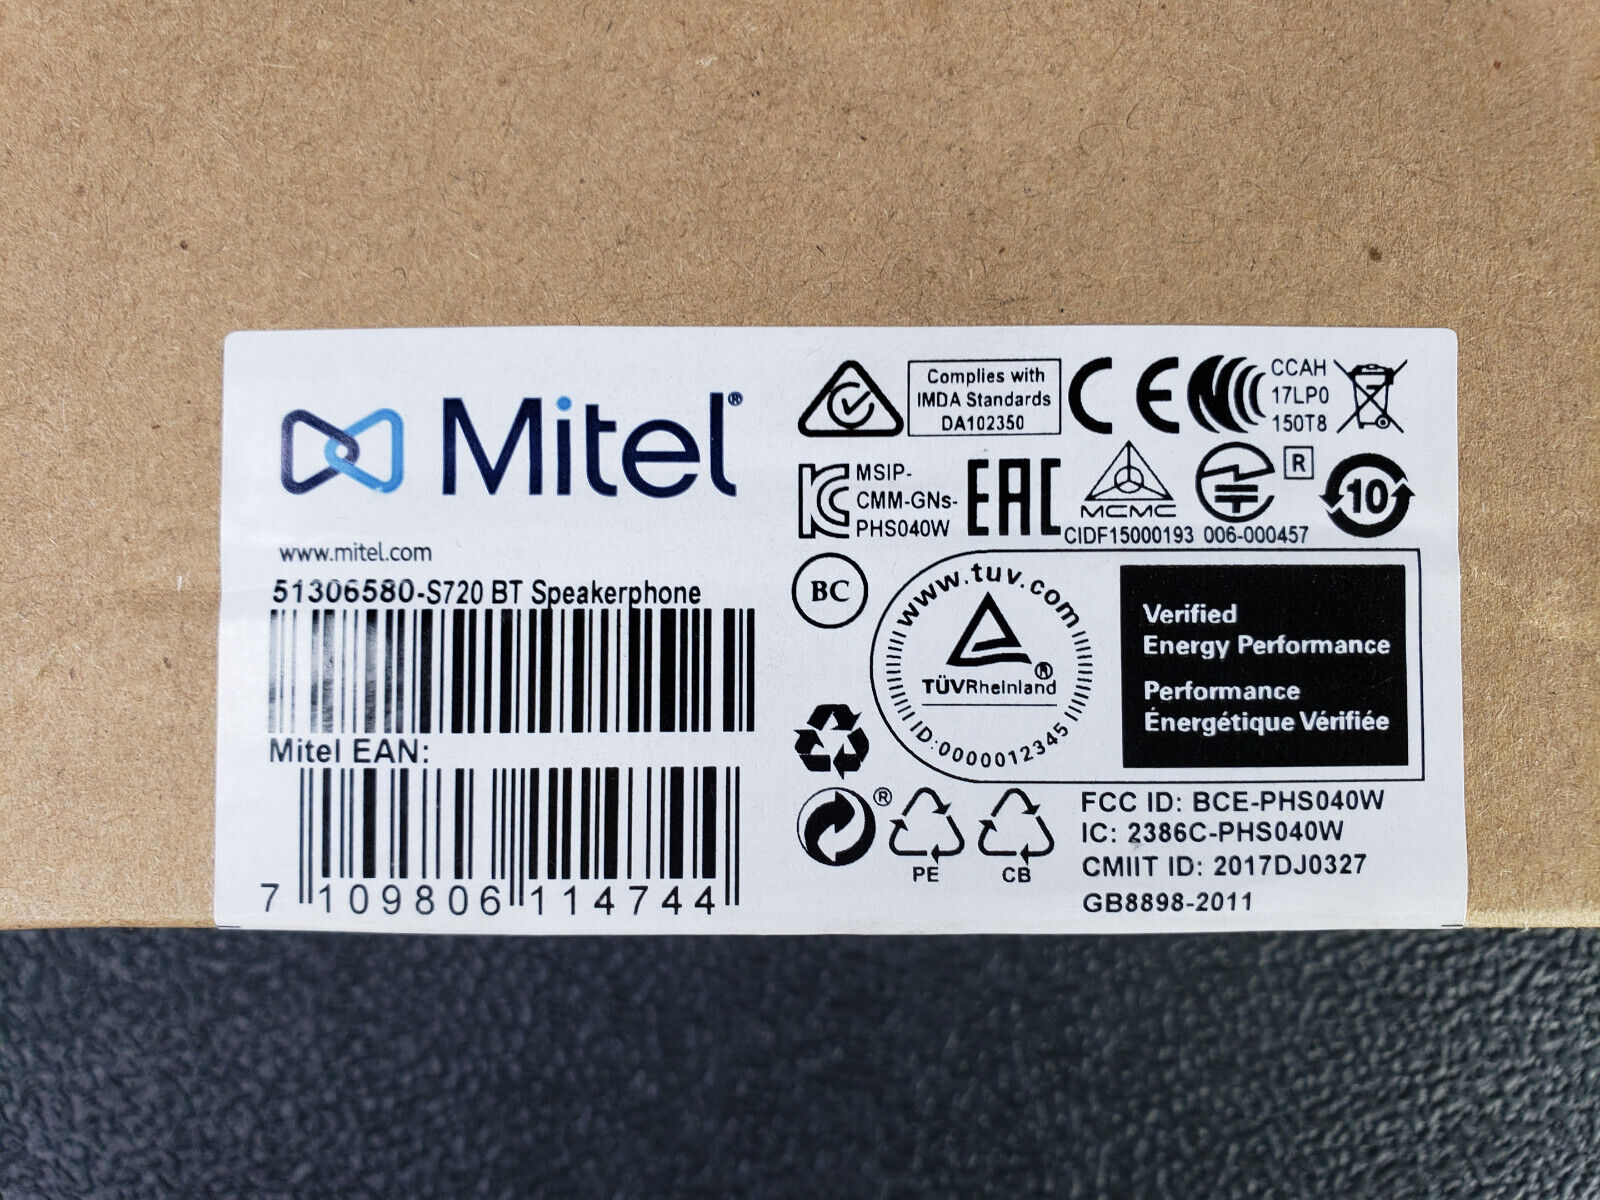 Mitel®
www.mitel.com
51306580-S720 BT Speakerphone
Mitel EAN:
7 109806 114744
Complies with
IMDA Standards
DA102350
CE
CCAH
17LP0
150T8
MSIP-
CMM-GNs-
PHS040W
EAC
MCMC
CIDF15000193
R
006-000457
10
BC
www.tuv.com
TÜVRheinland®
ID:0000012345
Verified
Energy Performance
Performance
Énergétique Vérifiée
®
PE
CB
FCC ID: BCE-PHS040W
IC: 2386C-PHS040W
CMIIT ID: 2017DJ0327
GB8898-2011